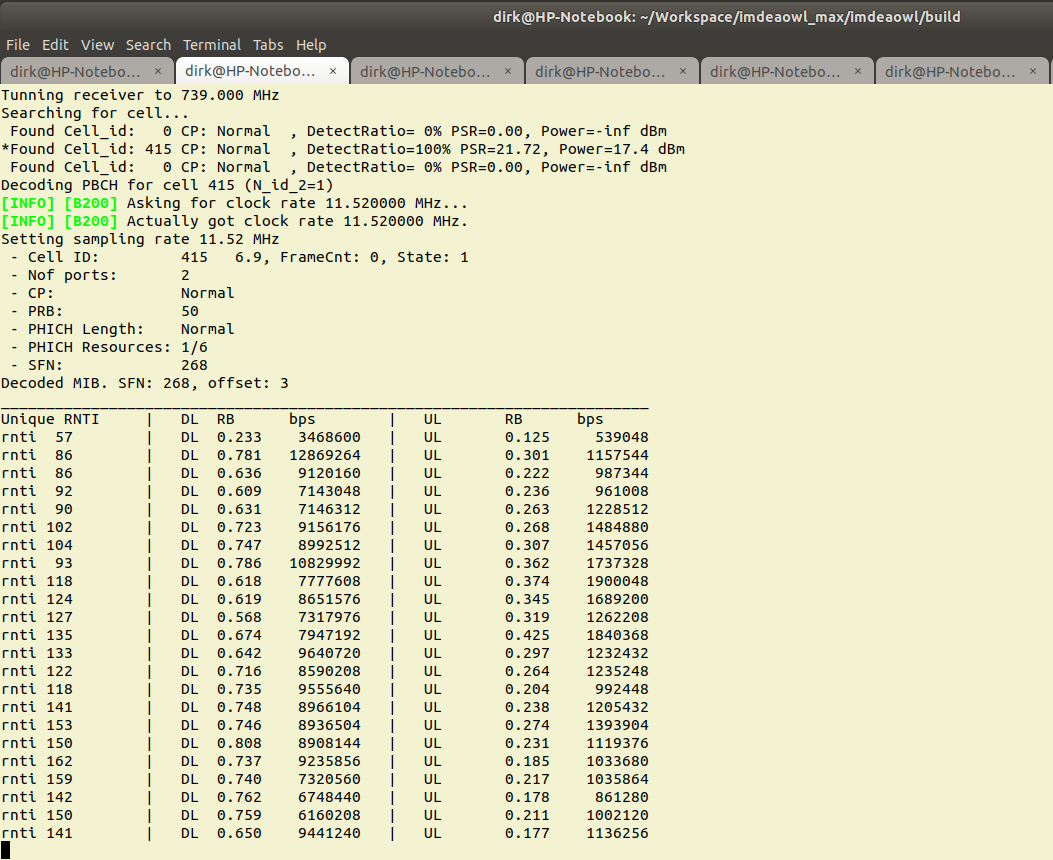 dirk@HP-Notebook: ~/Workspace/imdeaowl_max/imdeaowl/build
File Edit View Search Terminal Tabs Help
dirk@HP-Notebo... × dirk@HP-Notebo... × dirk@HP-Notebo... × dirk@HP-Notebo... × dirk@HP-Notebo... × dirk@HP-Notebo... ×
Tunning receiver to 739.000 MHz
Searching for cell...
 Found Cell_id:   0 CP: Normal  , DetectRatio= 0% PSR=0.00, Power=-inf dBm
*Found Cell_id: 415 CP: Normal  , DetectRatio=100% PSR=21.72, Power=17.4 dBm
 Found Cell_id:   0 CP: Normal  , DetectRatio= 0% PSR=0.00, Power=-inf dBm
Decoding PBCH for cell 415 (N_id_2=1)
[INFO] [B200] Asking for clock rate 11.520000 MHz...
[INFO] [B200] Actually got clock rate 11.520000 MHz.
Setting sampling rate 11.52 MHz
 - Cell ID:         415   6.9, FrameCnt: 0, State: 1
 - Nof ports:       2
 - CP:              Normal
 - PRB:             50
 - PHICH Length:    Normal
 - PHICH Resources: 1/6
 - SFN:             268
Decoded MIB. SFN: 268, offset: 3
________________________________________________________________________
Unique RNTI     |   DL  RB      bps        |   UL       RB      bps
rnti  57        |   DL  0.233    3468600   |   UL       0.125     539048
rnti  86        |   DL  0.781   12869264   |   UL       0.301    1157544
rnti  86        |   DL  0.636    9120160   |   UL       0.222     987344
rnti  92        |   DL  0.609    7143048   |   UL       0.236     961008
rnti  90        |   DL  0.631    7146312   |   UL       0.263    1228512
rnti 102        |   DL  0.723    9156176   |   UL       0.268    1484880
rnti 104        |   DL  0.747    8992512   |   UL       0.307    1457056
rnti  93        |   DL  0.786   10829992   |   UL       0.362    1737328
rnti 118        |   DL  0.618    7777608   |   UL       0.374    1900048
rnti 124        |   DL  0.619    8651576   |   UL       0.345    1689200
rnti 127        |   DL  0.568    7317976   |   UL       0.319    1262208
rnti 135        |   DL  0.674    7947192   |   UL       0.425    1840368
rnti 133        |   DL  0.642    9640720   |   UL       0.297    1232432
rnti 122        |   DL  0.716    8590208   |   UL       0.264    1235248
rnti 118        |   DL  0.735    9555640   |   UL       0.204     992448
rnti 141        |   DL  0.748    8966104   |   UL       0.238    1205432
rnti 153        |   DL  0.746    8936504   |   UL       0.274    1393904
rnti 150        |   DL  0.808    8908144   |   UL       0.231    1119376
rnti 162        |   DL  0.737    9235856   |   UL       0.185    1033680
rnti 159        |   DL  0.740    7320560   |   UL       0.217    1035864
rnti 142        |   DL  0.762    6748440   |   UL       0.178     861280
rnti 150        |   DL  0.759    6160208   |   UL       0.211    1002120
rnti 141        |   DL  0.650    9441240   |   UL       0.177    1136256